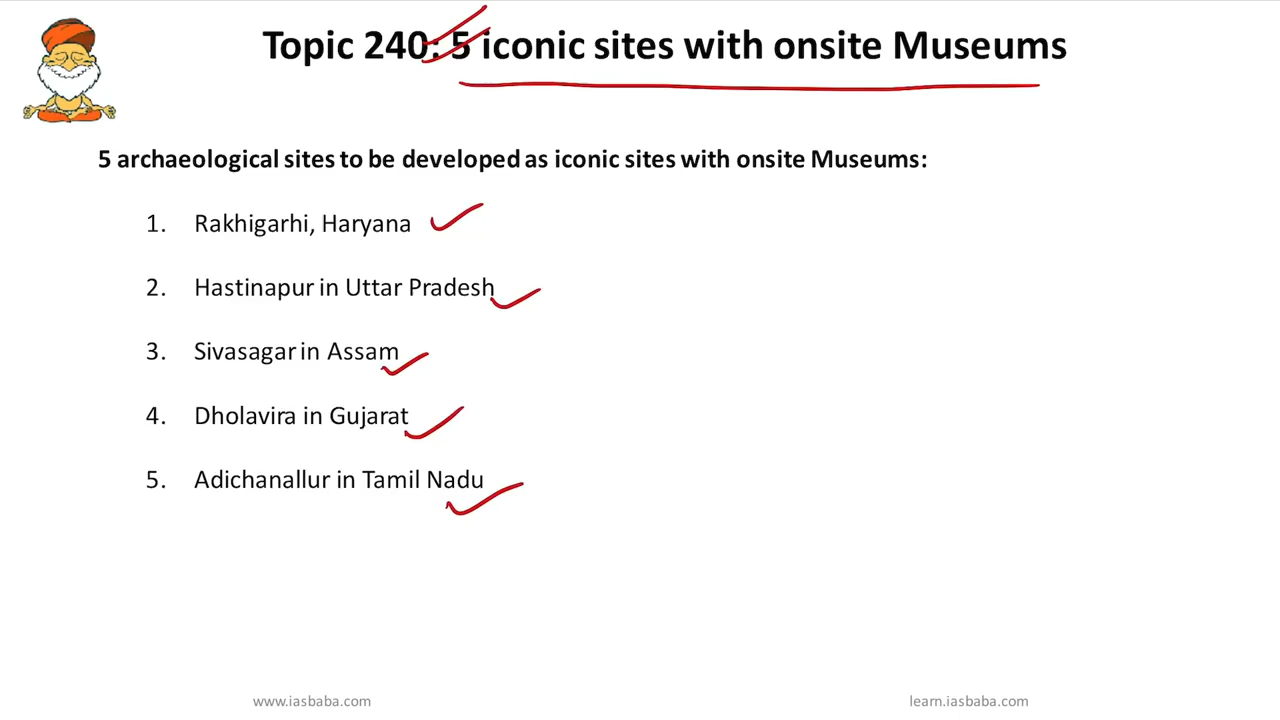 Topic 240: 5 iconic sites with onsite Museums
5 archaeological sites to be developed as iconic sites with onsite Museums:
1. Rakhigarhi, Haryana
2. Hastinapur in Uttar Pradesh
3. Sivasagar in Assam
4. Dholavira in Gujarat
5. Adichanallur in Tamil Nadu
www.iasbaba.com
learn.iasbaba.com